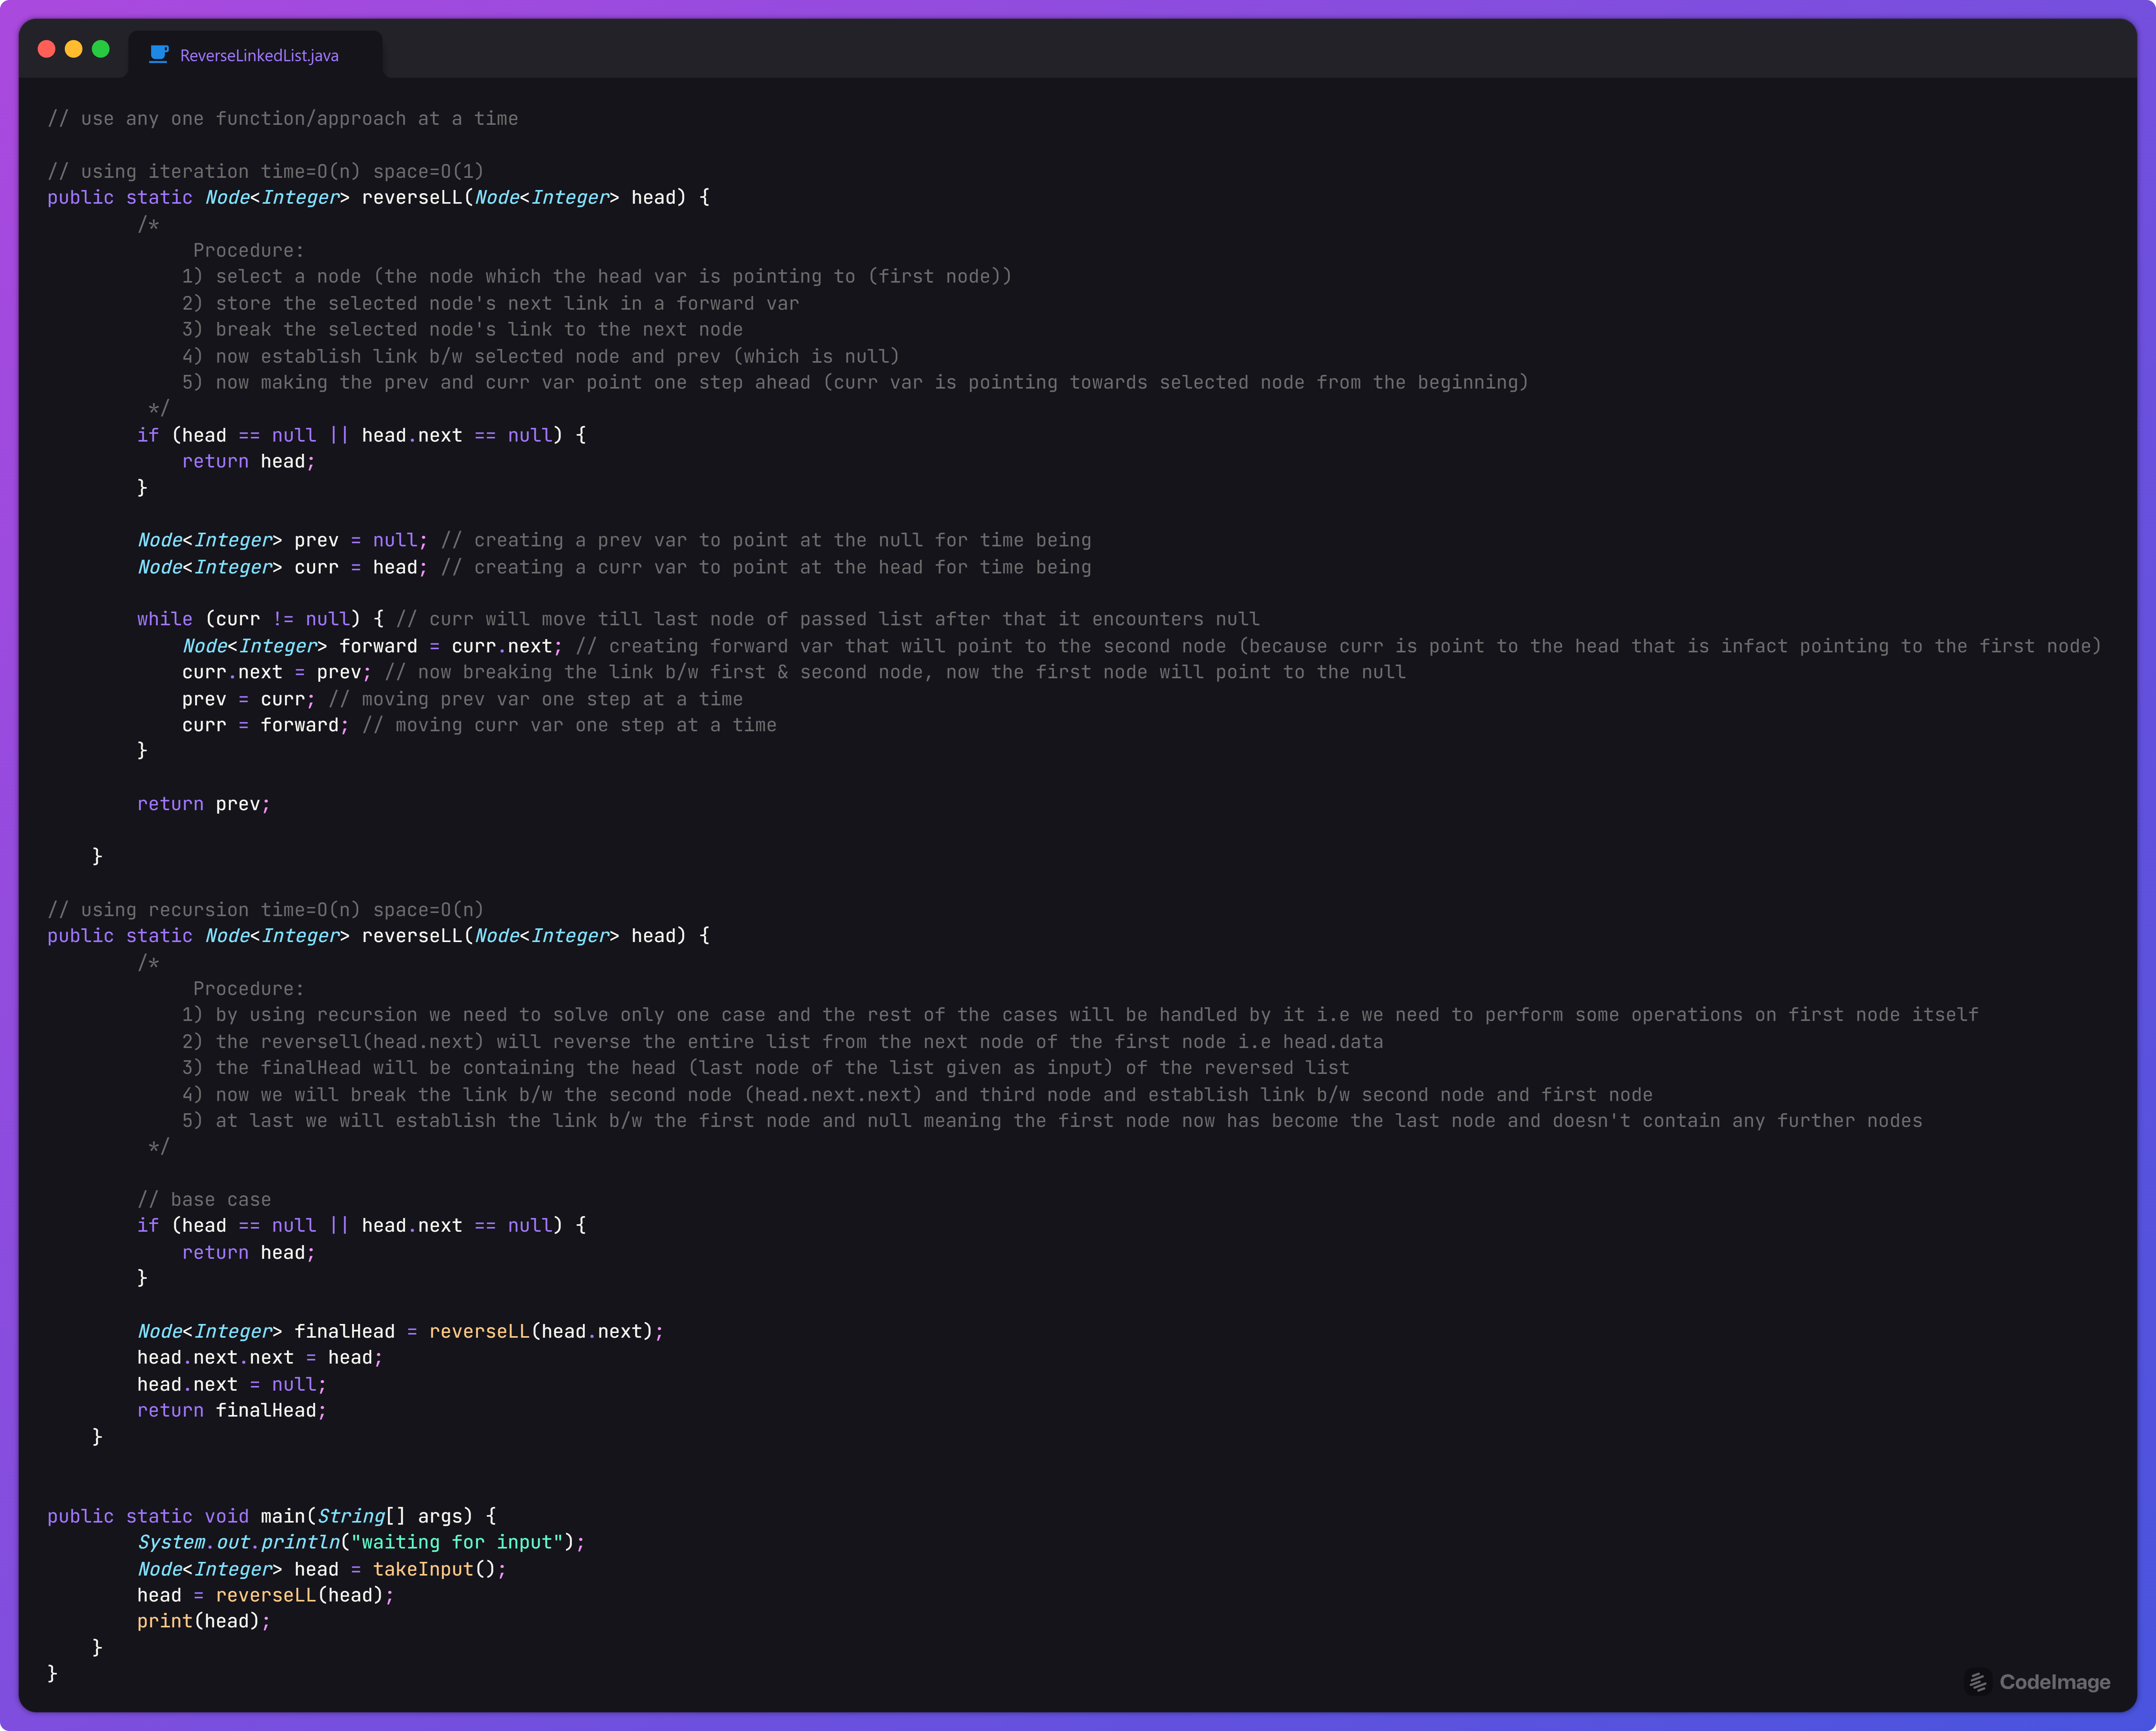 ReverseLinkedList.java
// use any one function/approach at a time
// using iteration time=O(n) space=O(1)
public static Node<Integer> reverseLL(Node<Integer> head) {
/*
Procedure:
1) select a node (the node which the head var is pointing to (first node))
2) store the selected node's next link in a forward var
3) break the selected node's link to the next node
4) now establish link b/w selected node and prev (which is null)
5) now making the prev and curr var point one step ahead (curr var is pointing towards selected node from the beginning)
*/
if (head == null || head.next == null) {
return head;
}
Node<Integer> prev = null; // creating a prev var to point at the null for time being
Node<Integer> curr = head; // creating a curr var to point at the head for time being
while (curr != null) { // curr will move till last node of passed list after that it encounters null
Node<Integer> forward = curr.next; // creating forward var that will point to the second node (because curr is point to the head that is infact pointing to the first node)
curr.next = prev; // now breaking the link b/w first & second node, now the first node will point to the null
prev = curr; // moving prev var one step at a time
curr = forward; // moving curr var one step at a time
}
return prev;
}
// using recursion time=O(n) space=O(n)
public static Node<Integer> reverseLL(Node<Integer> head) {
/*
Procedure:
1) by using recursion we need to solve only one case and the rest of the cases will be handled by it i.e we need to perform some operations on first node itself
2) the reversell(head.next) will reverse the entire list from the next node of the first node i.e head.data
3) the finalHead will be containing the head (last node of the list given as input) of the reversed list
4) now we will break the link b/w the second node (head.next.next) and third node and establish link b/w second node and first node
5) at last we will establish the link b/w the first node and null meaning the first node now has become the last node and doesn't contain any further nodes
*/
// base case
if (head == null || head.next == null) {
return head;
}
Node<Integer> finalHead = reverseLL(head.next);
head.next.next = head;
head.next = null;
return finalHead;
}
public static void main(String[] args) {
System.out.println("waiting for input");
Node<Integer> head = takeInput();
head = reverseLL(head);
print(head);
}
}
CodeImage